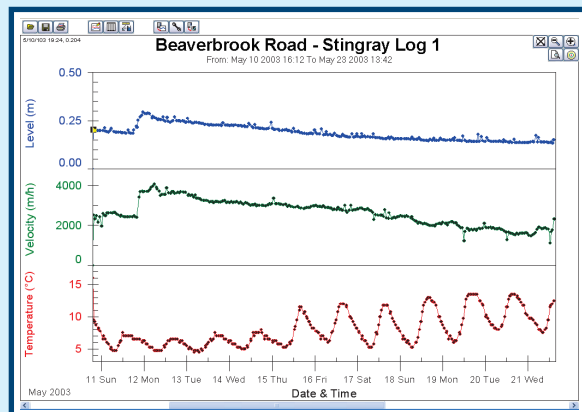 5/10/103 19:24, 0.204
Beaverbrook Road - Stingray Log 1
From: May 10 2003 16:12 To May 23 2003 13:42
Level (m)
0.50
0.25
0.00
Velocity (m/h)
4000
2000
0
Temperature (°C)
15
10
5
11 Sun 12 Mon 13 Tue 14 Wed 15 Thu 16 Fri 17 Sat 18 Sun 19 Mon 20 Tue 21 Wed
May 2003
Date & Time